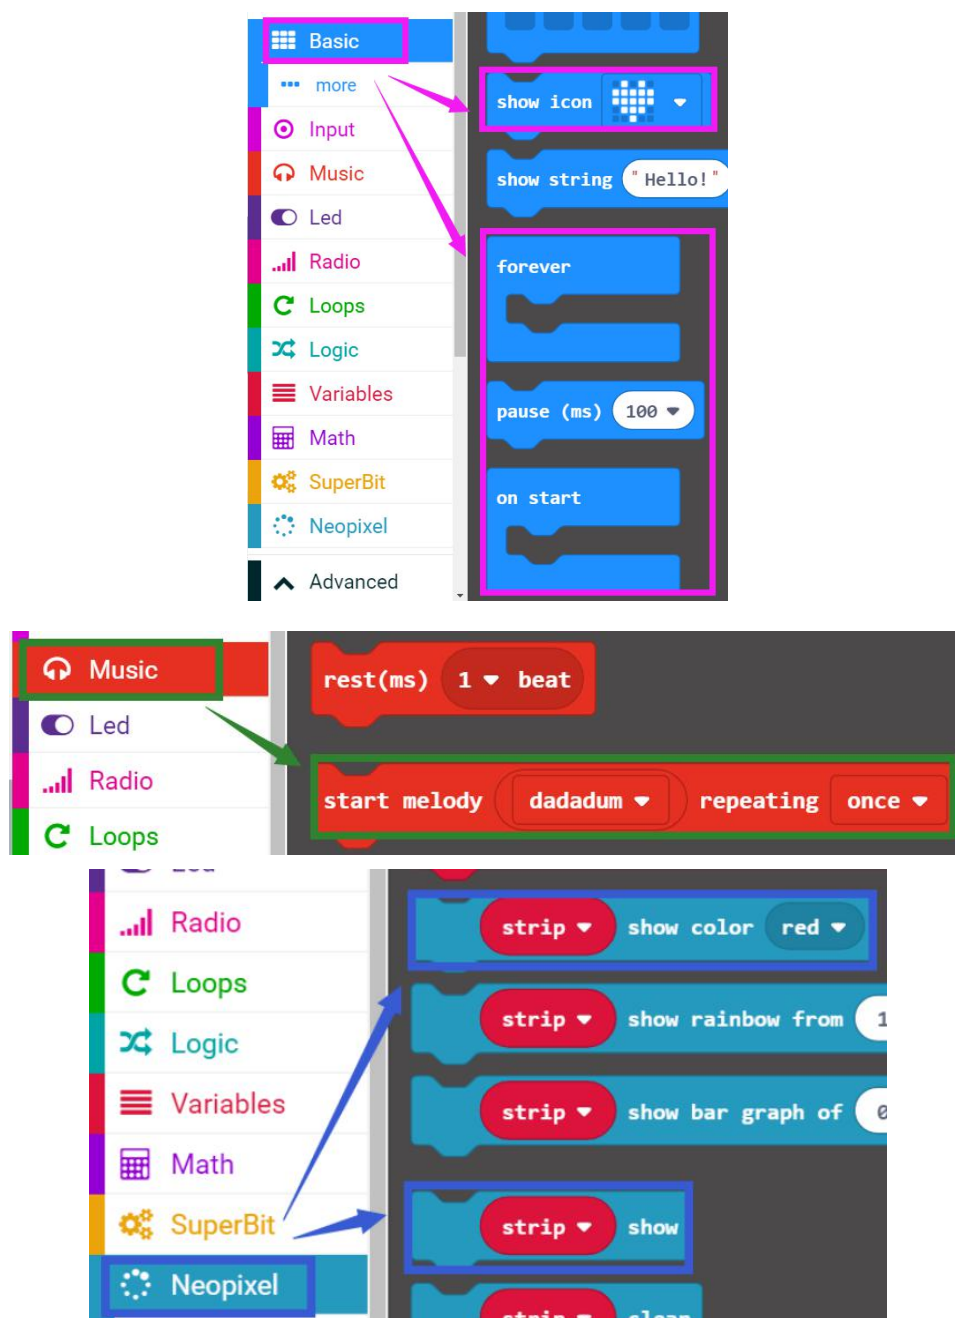 Basic
more
Input
Music
Led
Radio
Loops
Logic
Variables
Math
SuperBit
Neopixel
Advanced
show icon
show string "Hello!"
forever
pause (ms) 100
on start
Music
Led
Radio
Loops
rest(ms) 1 beat
start melody dadadum repeating once
Radio
Loops
Logic
Variables
Math
SuperBit
Neopixel
strip show color red
strip show rainbow from 1
strip show bar graph of 0
strip show